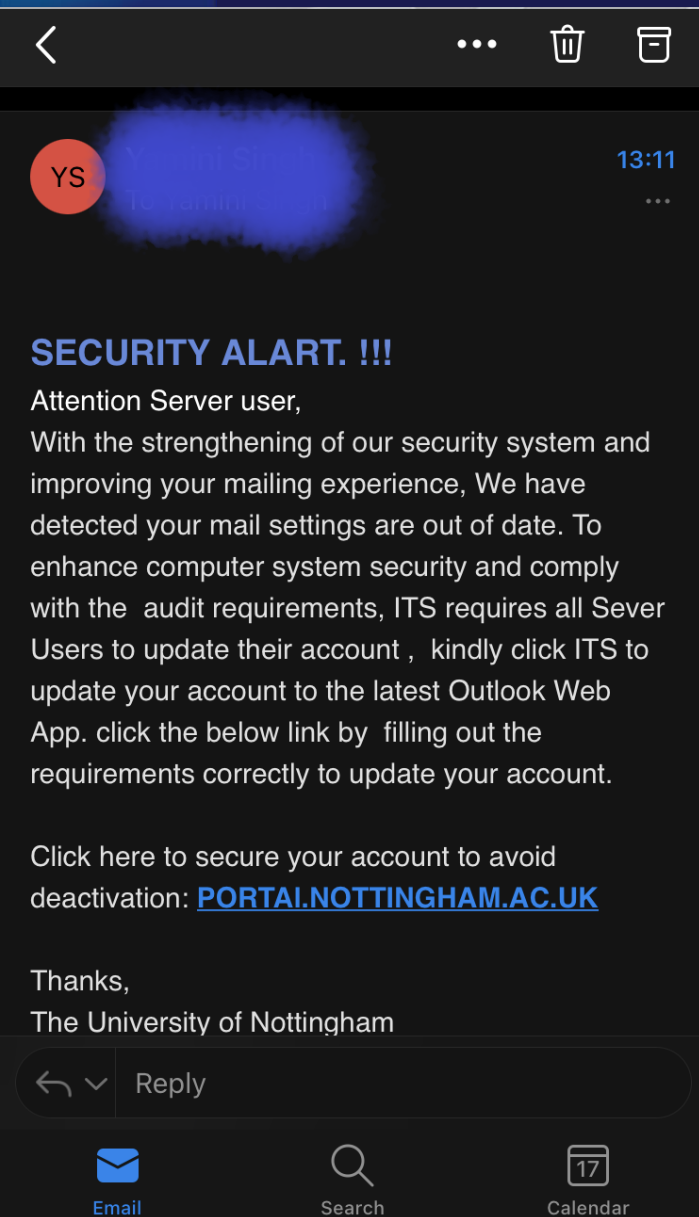 13:11
YS
SECURITY ALART. !!!
Attention Server user,
With the strengthening of our security system and
improving your mailing experience, We have
detected your mail settings are out of date. To
enhance computer system security and comply
with the  audit requirements, ITS requires all Sever
Users to update their account ,  kindly click ITS to
update your account to the latest Outlook Web
App. click the below link by  filling out the
requirements correctly to update your account.
Click here to secure your account to avoid
deactivation: PORTAI.NOTTINGHAM.AC.UK
Thanks,
The University of Nottingham
Reply
17
Email Search Calendar